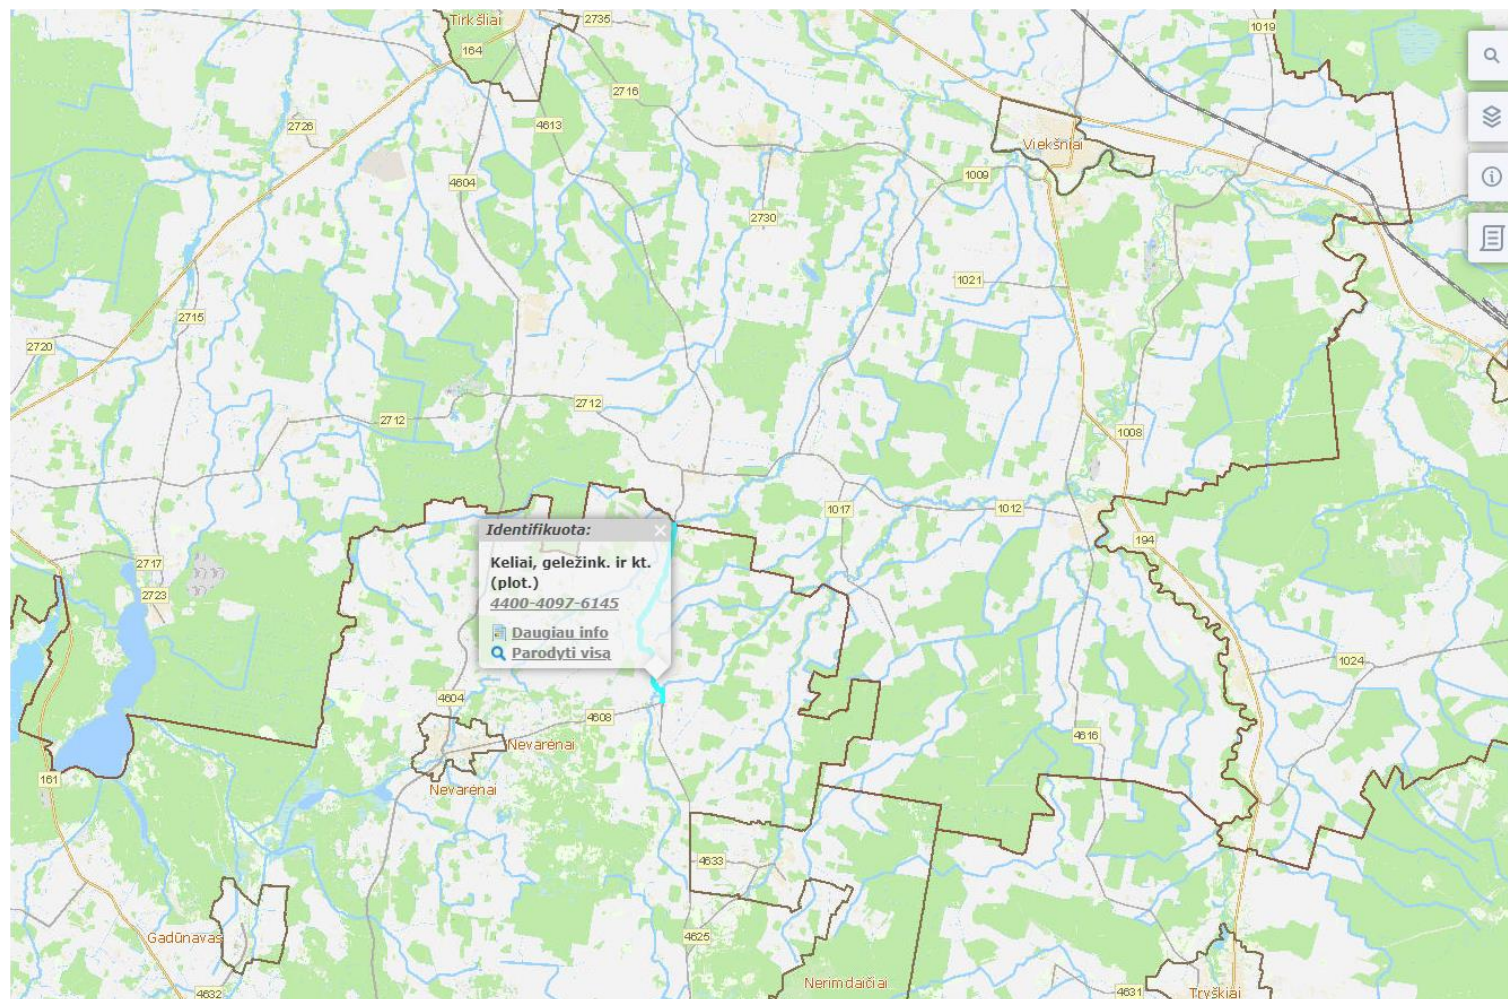 Tirkšliai
2735
1019
164
2716
2726
4613
Viekšniai
1009
4604
2730
1021
2715
2720
2712
2712
1008
1017
1012
194
Identifikuota:
Keliai, geležink. ir kt.
(plot.)
4400-4097-6145
Daugiau info
Parodyti visą
2717
2723
1024
4604
4608
4616
Nevarėnai
Nevarėnai
161
4633
4625
Gadūnavas
4632
Nerimdaičiai
4631
Tryškiai